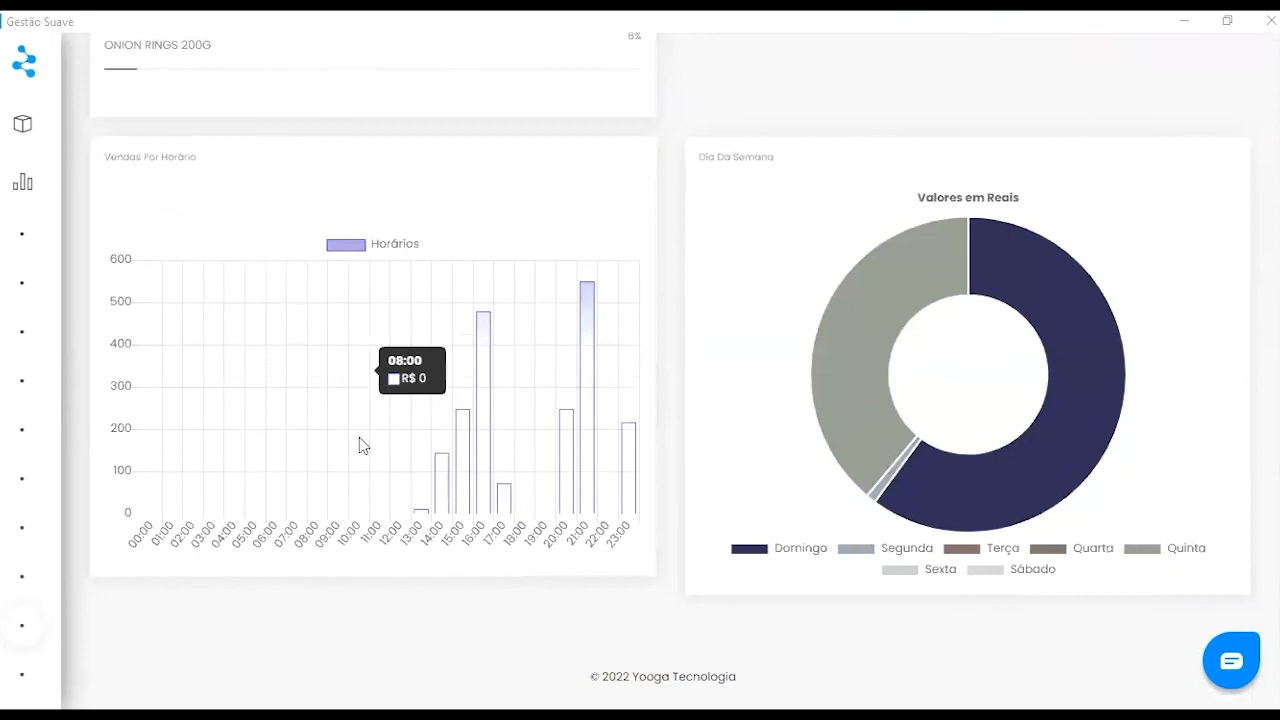 Gestão Suave
ONION RINGS 200G
6%
Vendas Por Horário
Horários
600
500
400
300
200
100
0
00:00 01:00 02:00 03:00 04:00 05:00 06:00 07:00 08:00 09:00 10:00 11:00 12:00 13:00 14:00 15:00 16:00 17:00 18:00 19:00 20:00 21:00 22:00 23:00
08:00
R$ 0
Dia Da Semana
Valores em Reais
Domingo Segunda Terça Quarta Quinta
Sexta Sábado
© 2022 Yooga Tecnologia